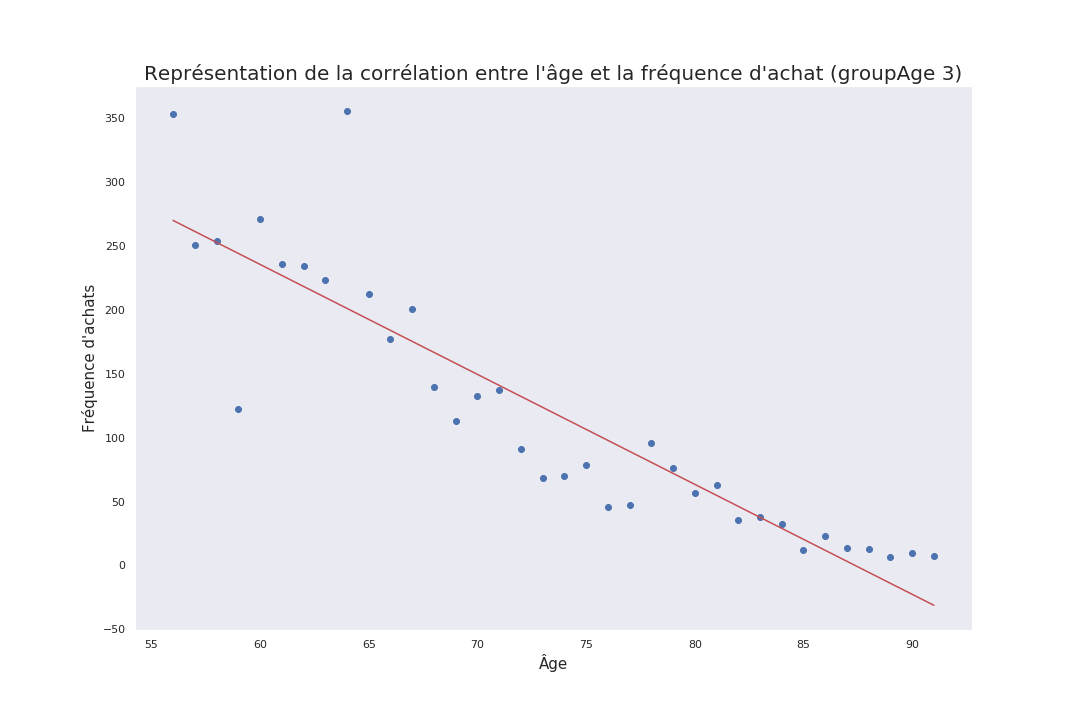 Représentation de la corrélation entre l'âge et la fréquence d'achat (groupAge 3)
350
300
250
200
150
100
50
0
−50
Fréquence d'achats
55 60 65 70 75 80 85 90
Âge